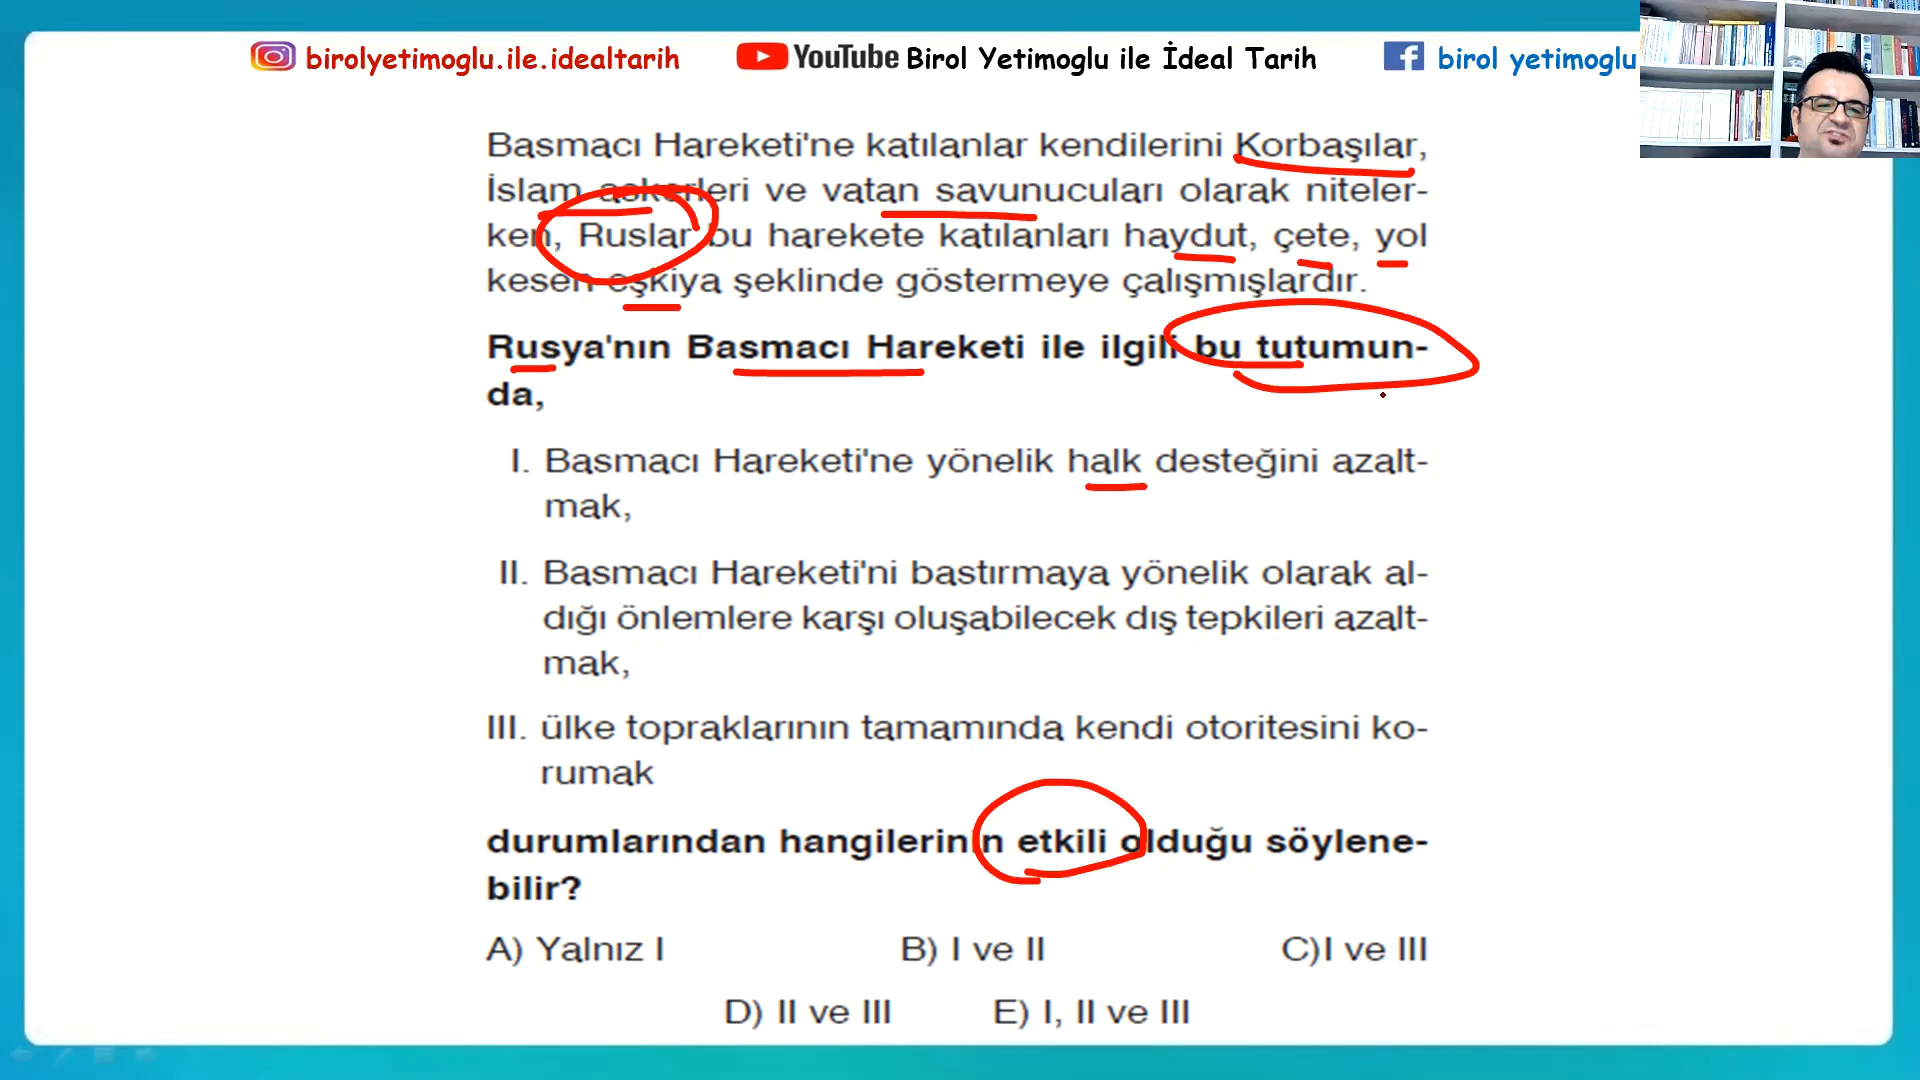 birolyetimoglu.ile.idealtarih YouTube Birol Yetimoglu ile İdeal Tarih birol yetimoglu
Basmacı Hareketi'ne katılanlar kendilerini Korbaşılar,
İslam askerleri ve vatan savunucuları olarak niteler-
ken, Ruslar bu harekete katılanları haydut, çete, yol
kesen eşkiya şeklinde göstermeye çalışmışlardır.
Rusya'nın Basmacı Hareketi ile ilgili bu tutumun-
da,
I. Basmacı Hareketi'ne yönelik halk desteğini azalt-
mak,
II. Basmacı Hareketi'ni bastırmaya yönelik olarak al-
dığı önlemlere karşı oluşabilecek dış tepkileri azalt-
mak,
III. ülke topraklarının tamamında kendi otoritesini ko-
rumak
durumlarından hangilerinin etkili olduğu söylene-
bilir?
A) Yalnız I B) I ve II C)I ve III
D) II ve III E) I, II ve III